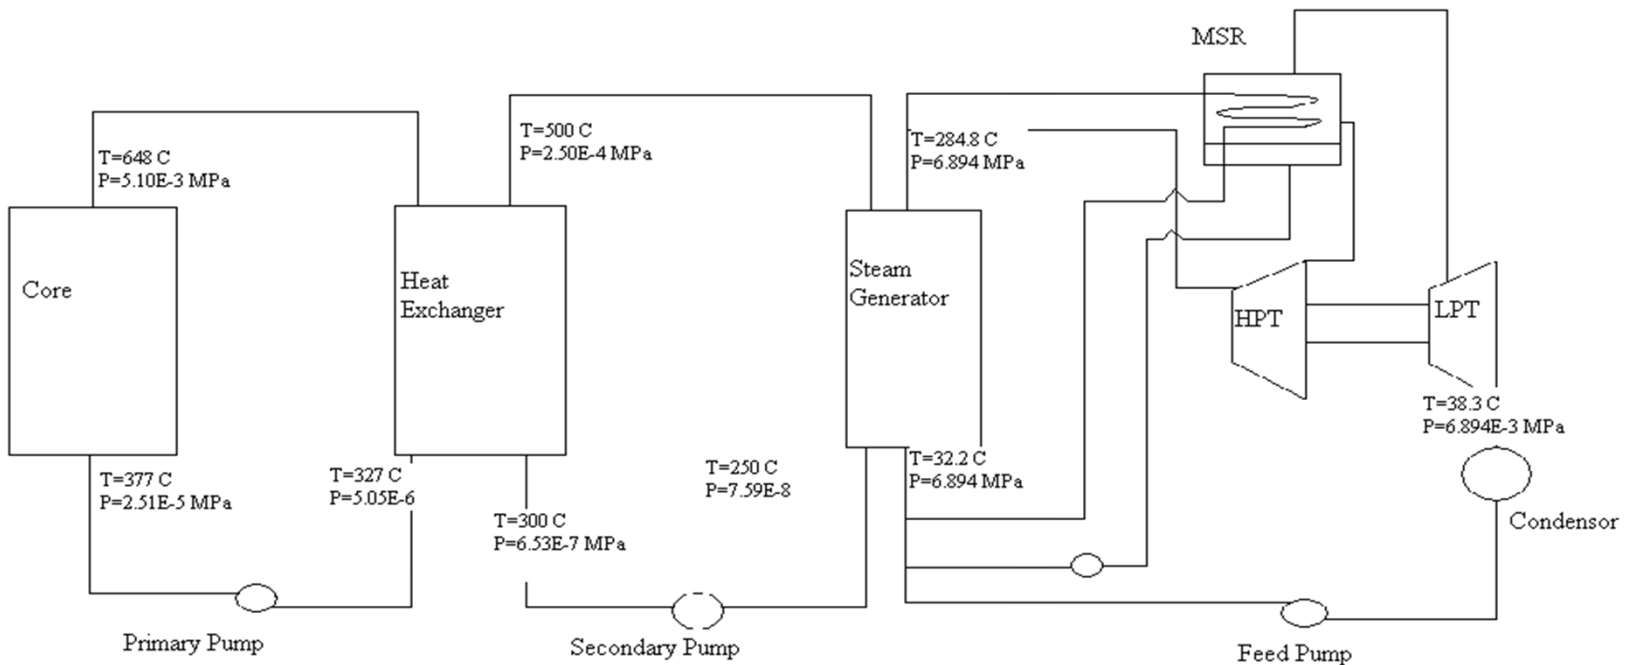 MSR
T=648 C
P=5.10E-3 MPa
T=500 C
P=2.50E-4 MPa
T=284.8 C
P=6.894 MPa
Core
Heat
Exchanger
Steam
Generator
HPT
LPT
T=377 C
P=2.51E-5 MPa
T=327 C
P=5.05E-6
T=300 C
P=6.53E-7 MPa
T=250 C
P=7.59E-8
T=32.2 C
P=6.894 MPa
T=38.3 C
P=6.894E-3 MPa
Condensor
Primary Pump
Secondary Pump
Feed Pump